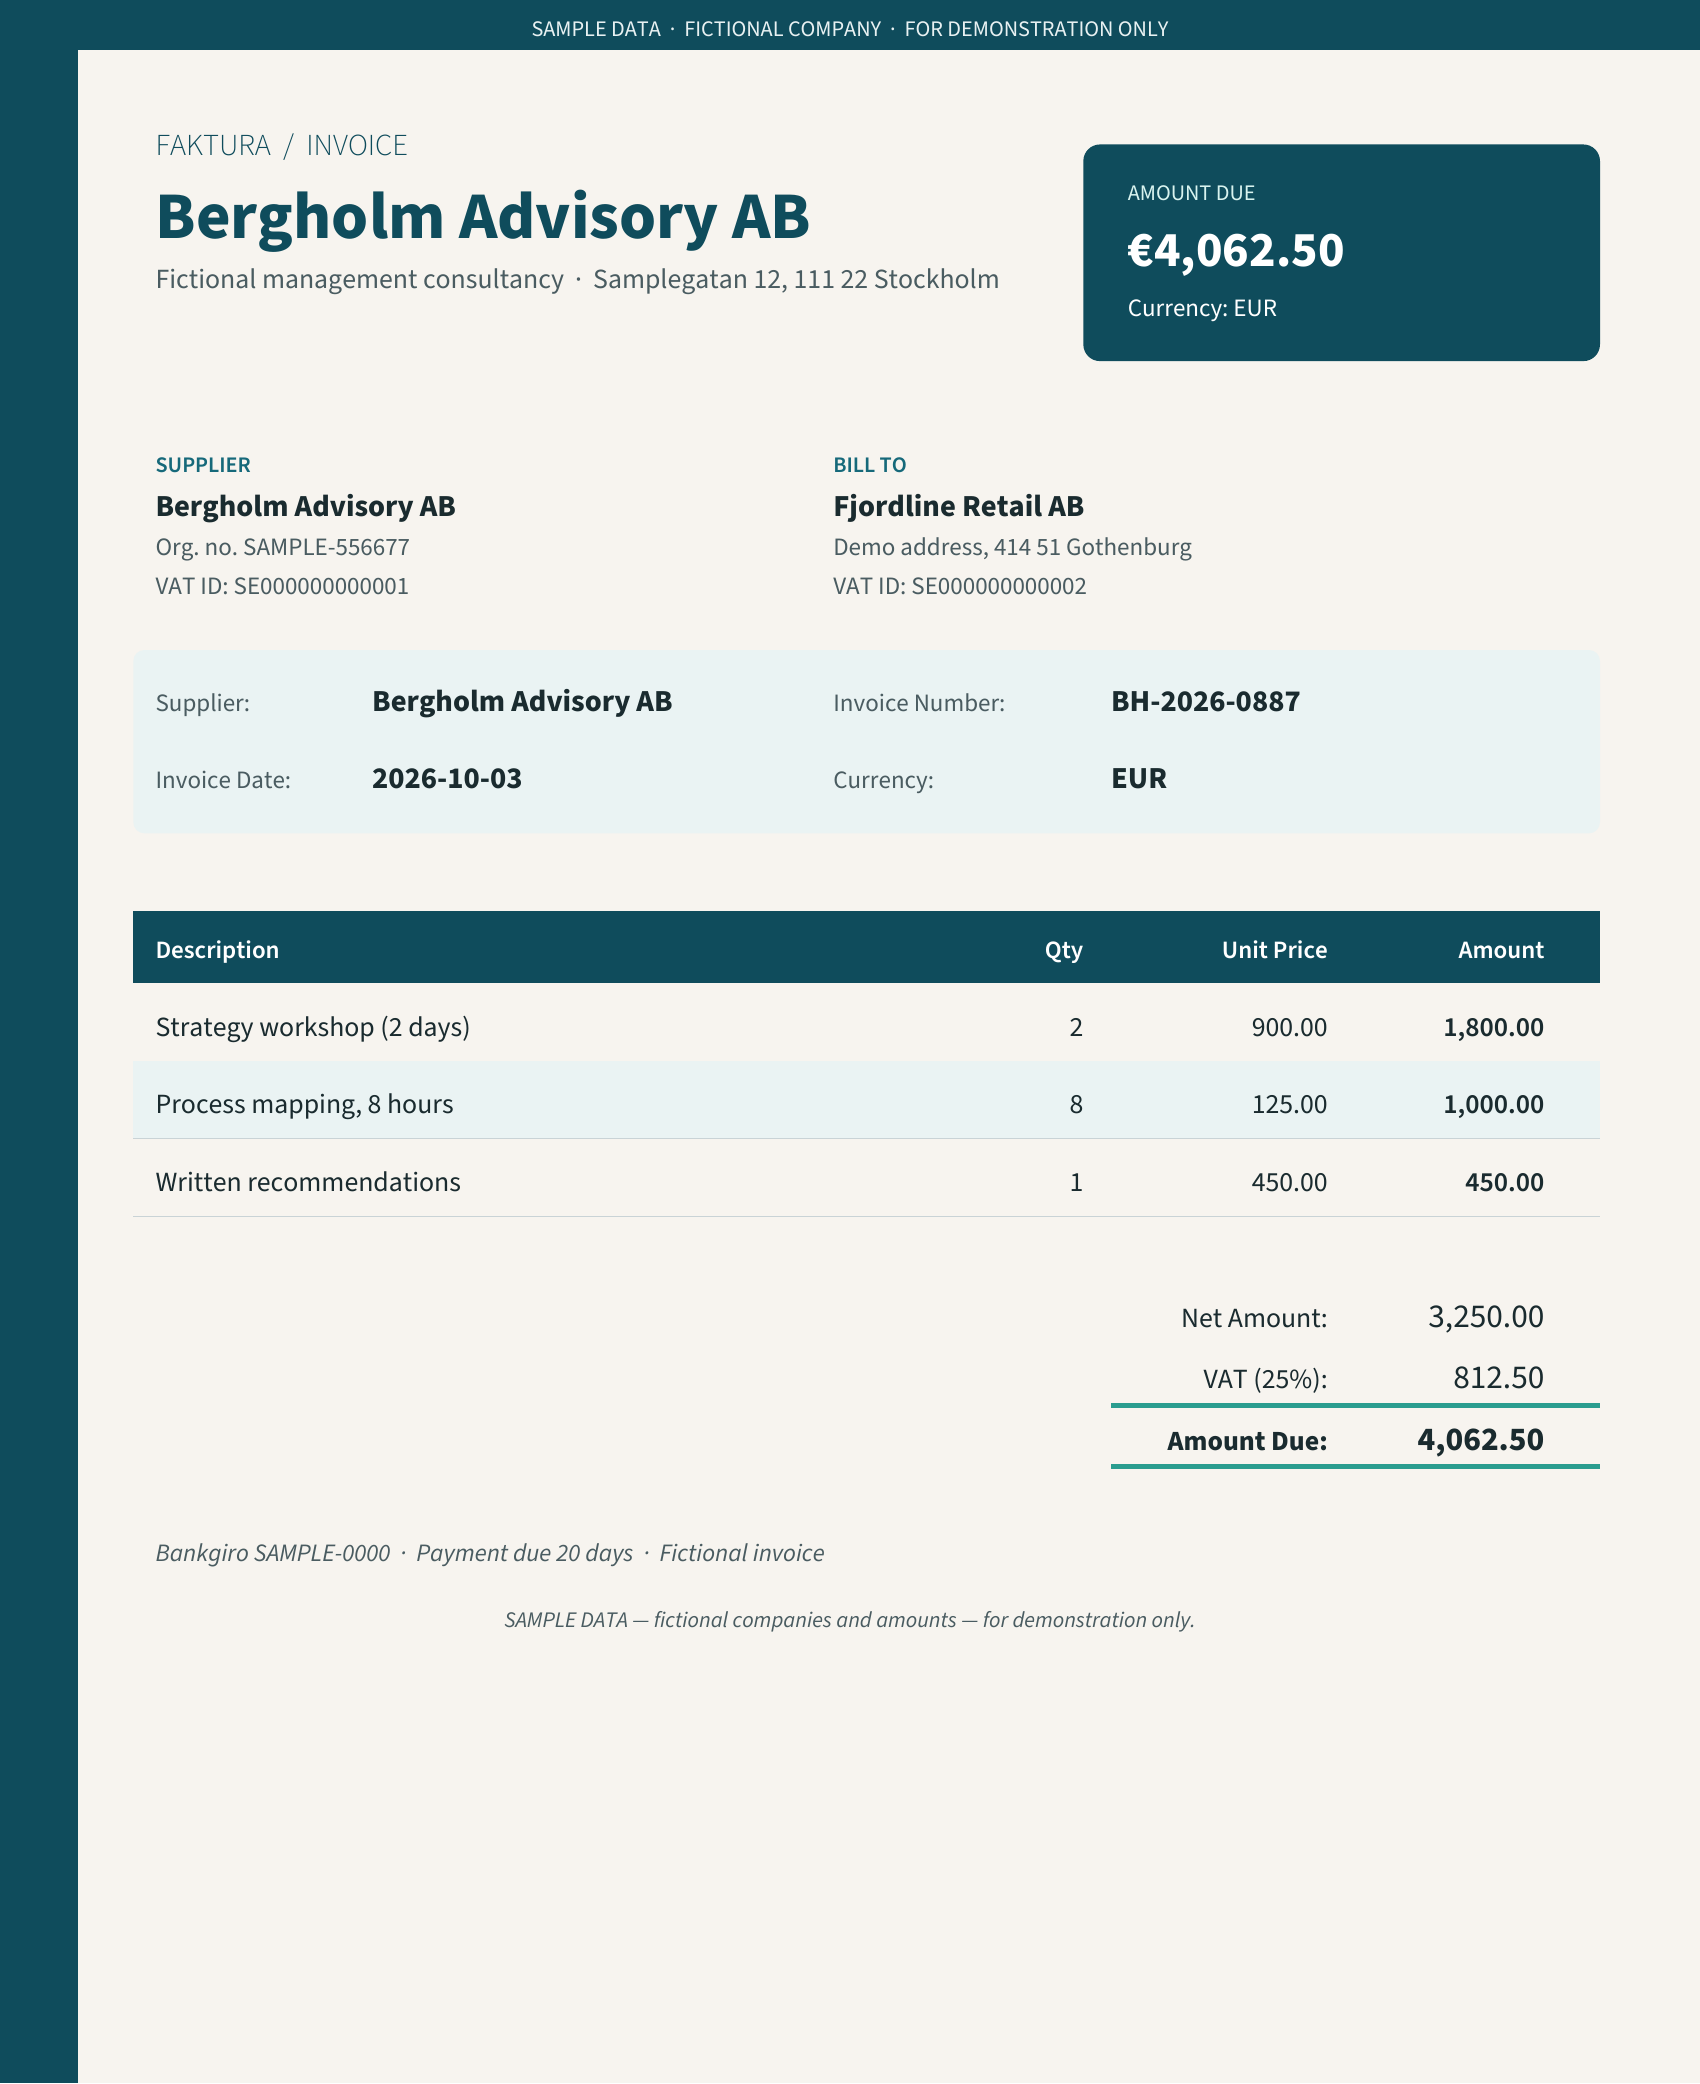 SAMPLE DATA · FICTIONAL COMPANY · FOR DEMONSTRATION ONLY
FAKTURA / INVOICE
Bergholm Advisory AB
Fictional management consultancy · Samplegatan 12, 111 22 Stockholm
AMOUNT DUE
€4,062.50
Currency: EUR
SUPPLIER
Bergholm Advisory AB
Org. no. SAMPLE-556677
VAT ID: SE000000000001
BILL TO
Fjordline Retail AB
Demo address, 414 51 Gothenburg
VAT ID: SE000000000002
Supplier: Bergholm Advisory AB Invoice Number: BH-2026-0887
Invoice Date: 2026-10-03 Currency: EUR
Description Qty Unit Price Amount
Strategy workshop (2 days) 2 900.00 1,800.00
Process mapping, 8 hours 8 125.00 1,000.00
Written recommendations 1 450.00 450.00
Net Amount: 3,250.00
VAT (25%): 812.50
Amount Due: 4,062.50
Bankgiro SAMPLE-0000 · Payment due 20 days · Fictional invoice
SAMPLE DATA — fictional companies and amounts — for demonstration only.